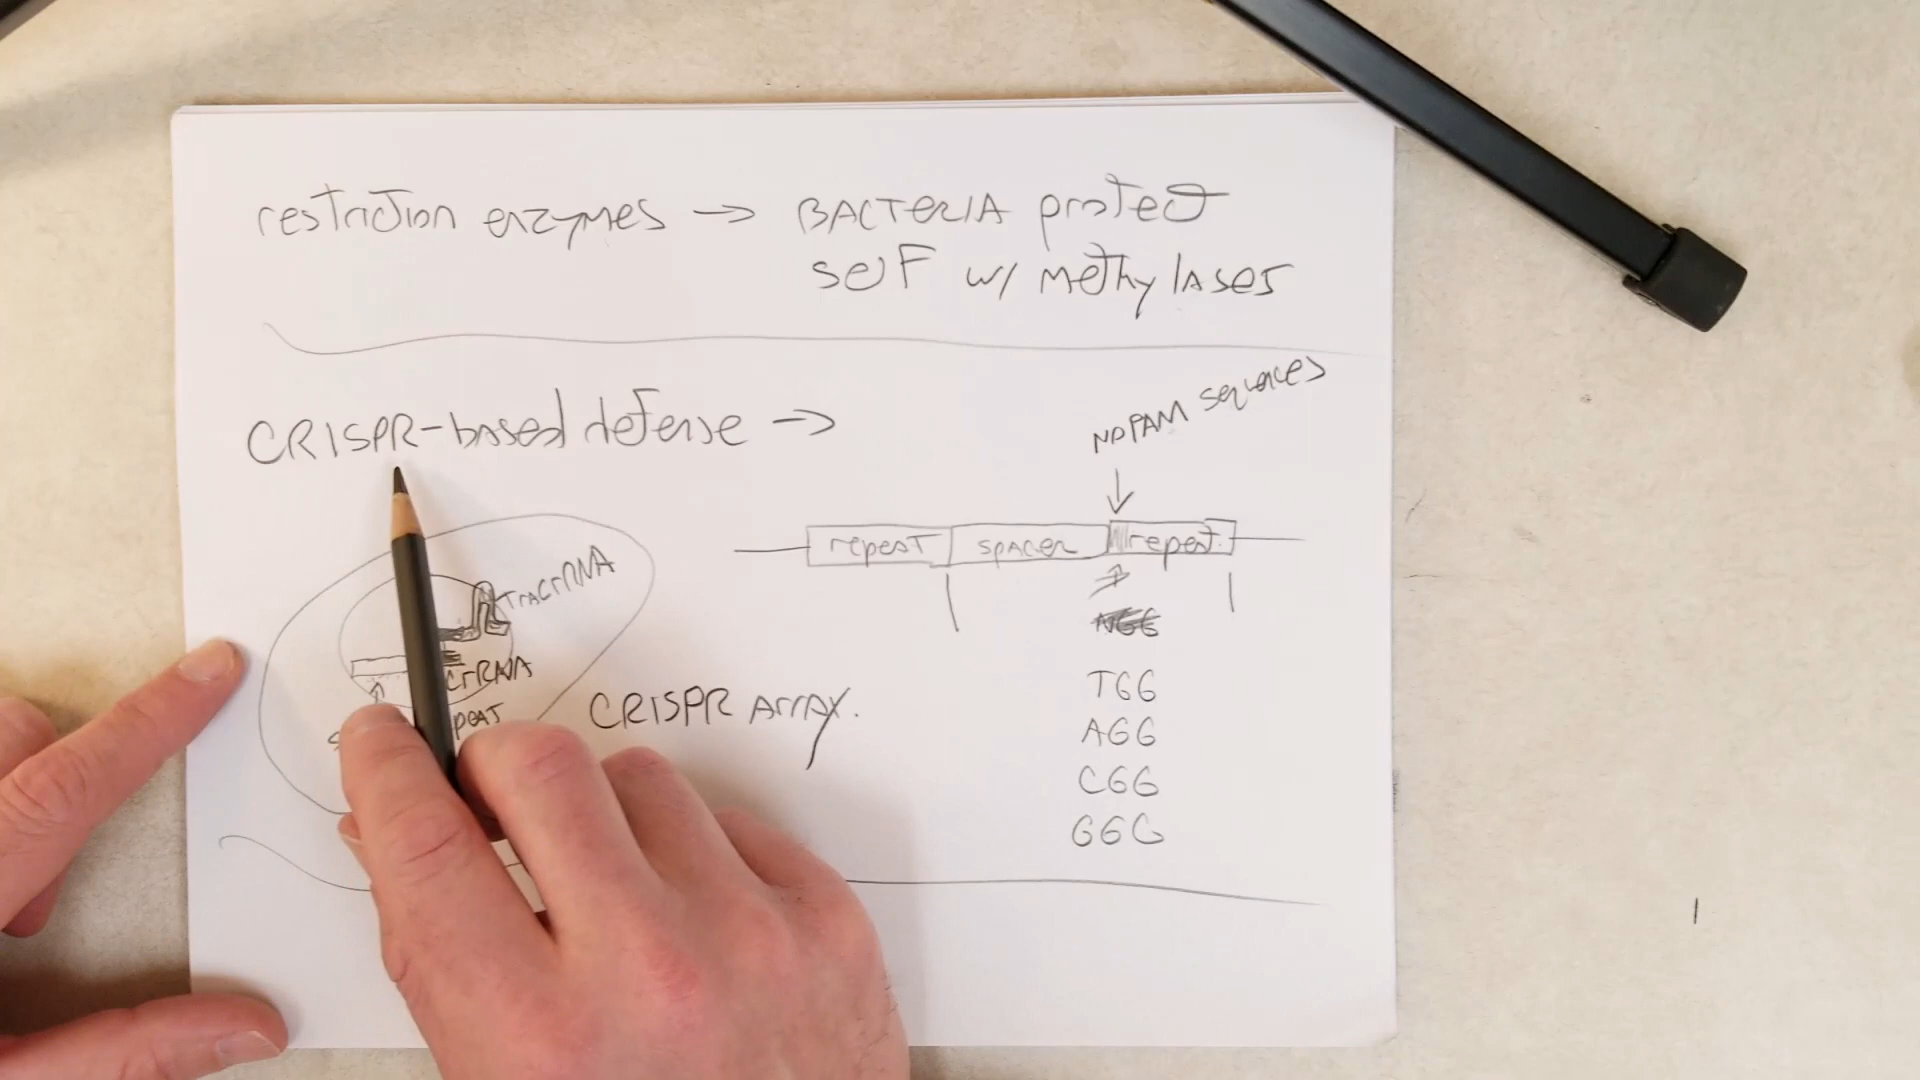 restriction enzymes → BACTERIA protect
self w/ methylases
CRISPR-based defense →
NO PAM sequences
repeat spacer repeat
TracrRNA
NGG
crRNA
TGG
AGG
CGG
GGG
CRISPR ARRAY.